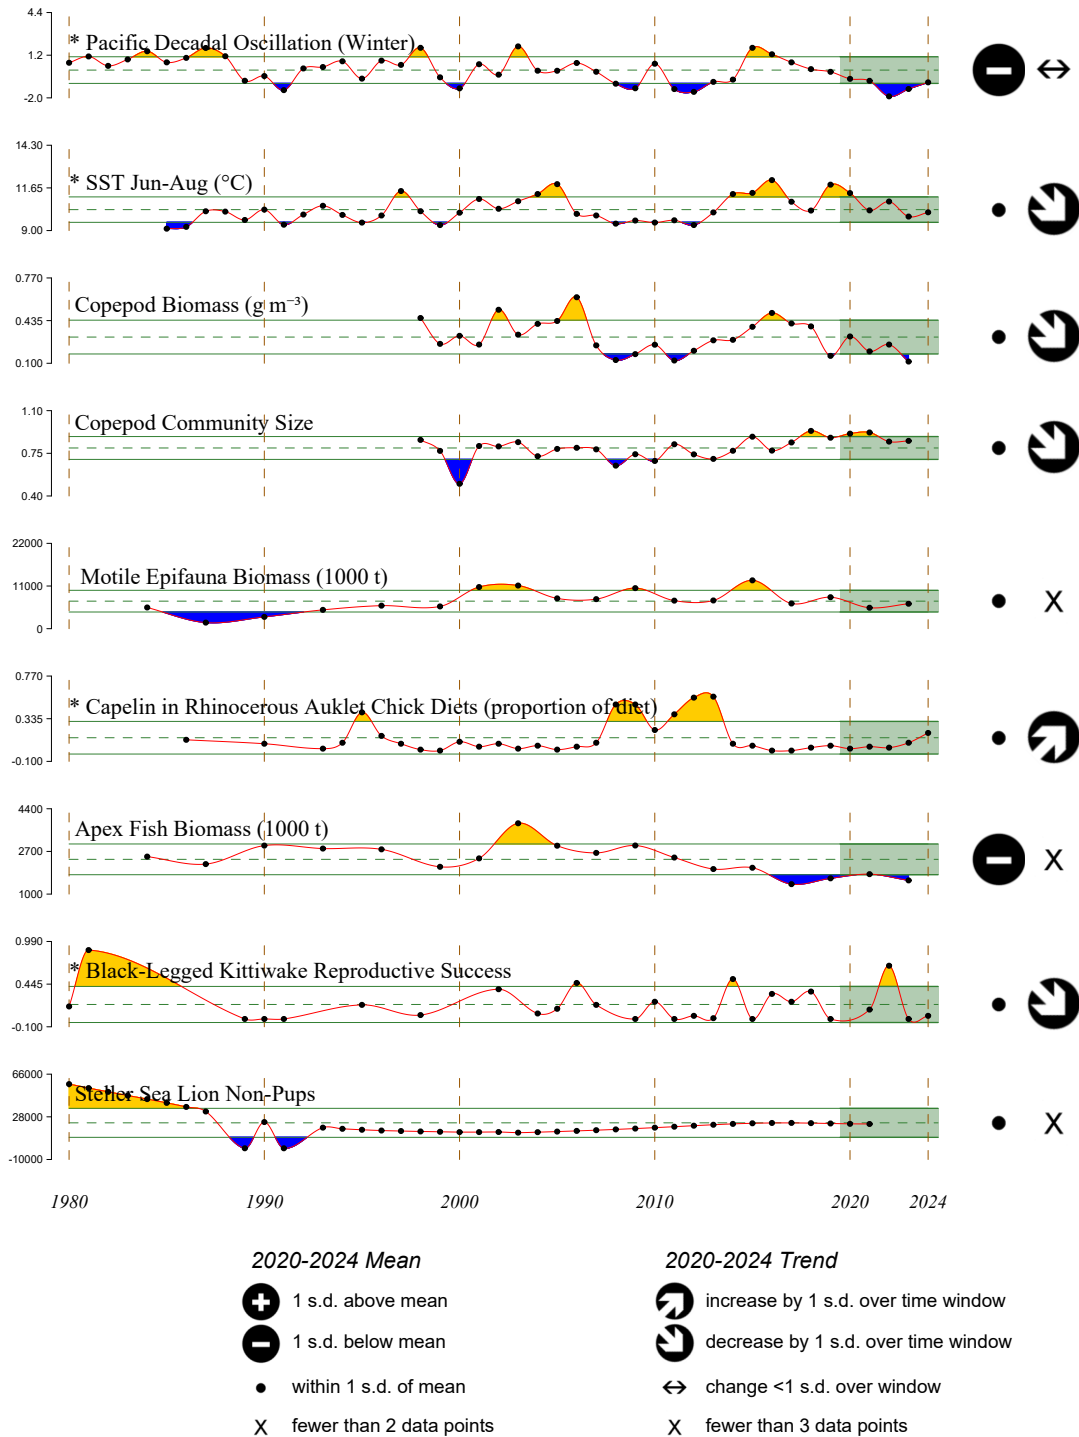 4.4
1.2
-2.0
* Pacific Decadal Oscillation (Winter)
14.30
11.65
9.00
* SST Jun-Aug (°C)
0.770
0.435
0.100
Copepod Biomass (g m⁻³)
1.10
0.75
0.40
Copepod Community Size
22000
11000
0
Motile Epifauna Biomass (1000 t)
X
0.770
0.335
-0.100
* Capelin in Rhinocerous Auklet Chick Diets (proportion of diet)
4400
2700
1000
Apex Fish Biomass (1000 t)
X
0.990
0.445
-0.100
* Black-Legged Kittiwake Reproductive Success
66000
28000
-10000
Steller Sea Lion Non-Pups
X
1980 1990 2000 2010 2020 2024
2020-2024 Mean
1 s.d. above mean
1 s.d. below mean
within 1 s.d. of mean
X fewer than 2 data points
2020-2024 Trend
increase by 1 s.d. over time window
decrease by 1 s.d. over time window
change <1 s.d. over window
X fewer than 3 data points